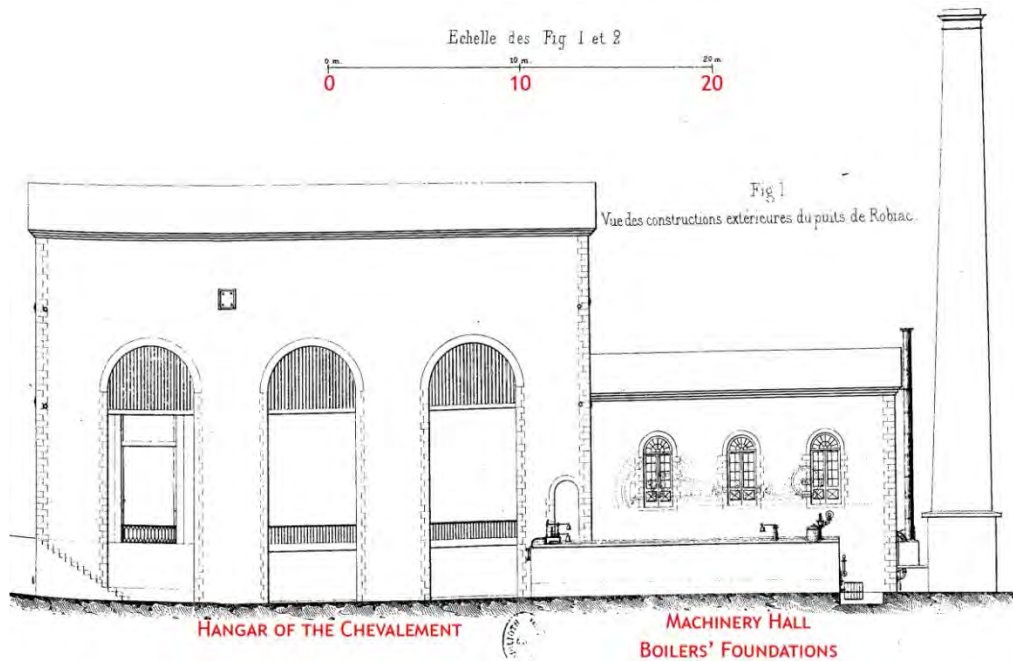 Echelle des Fig 1 et 2
0 m. 10 m. 20 m.
0 10 20
Fig 1
Vue des constructions extérieures du puits de Robiac.
HANGAR OF THE CHEVALEMENT
MACHINERY HALL
BOILERS' FOUNDATIONS